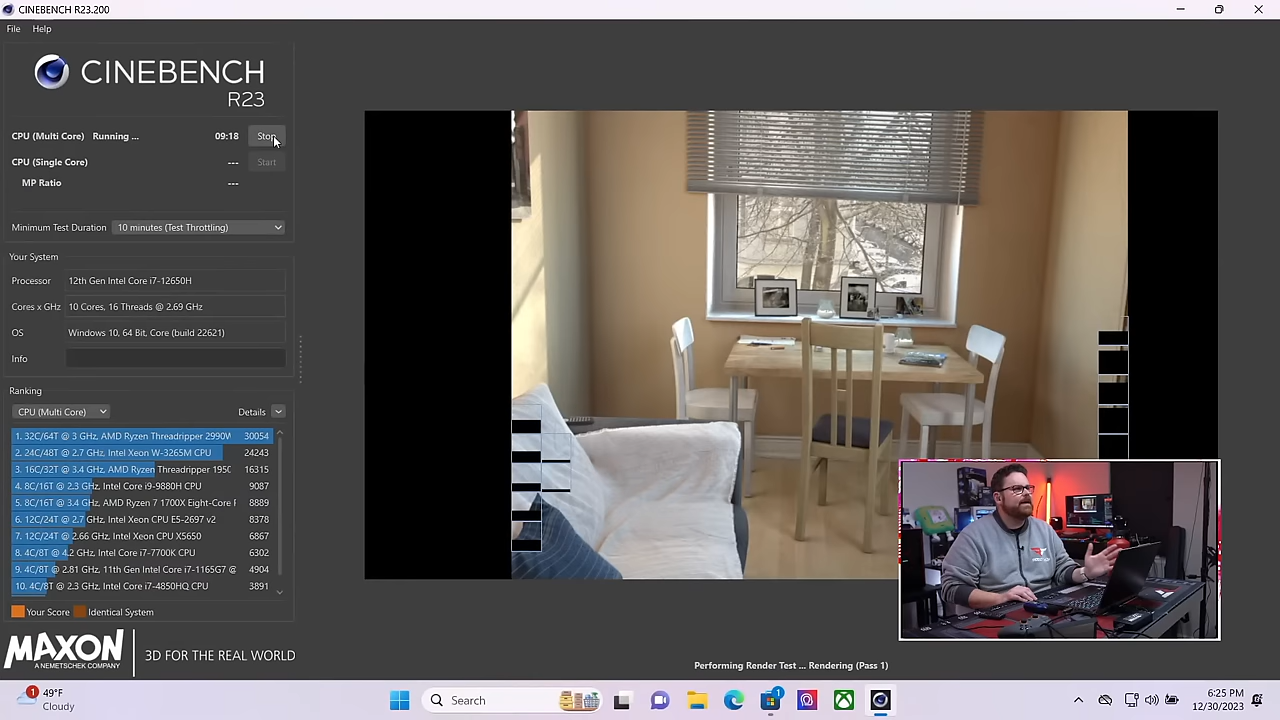 CINEBENCH R23.200
File Help
CINEBENCH
R23
CPU (Multi Core) Running ... 09:18 Stop
CPU (Single Core) --- Start
MP Ratio ---
Minimum Test Duration 10 minutes (Test Throttling)
Your System
Processor 12th Gen Intel Core i7-12650H
Cores x GHz 10 Cores, 16 Threads @ 2.69 GHz
OS Windows 10, 64 Bit, Core (build 22621)
Info
Ranking
CPU (Multi Core) Details
1. 32C/64T @ 3 GHz, AMD Ryzen Threadripper 2990W 30054
2. 24C/48T @ 2.7 GHz, Intel Xeon W-3265M CPU 24243
3. 16C/32T @ 3.4 GHz, AMD Ryzen Threadripper 1950 16315
4. 8C/16T @ 2.3 GHz, Intel Core i9-9880H CPU 9087
5. 8C/16T @ 3.4 GHz, AMD Ryzen 7 1700X Eight-Core 8889
6. 12C/24T @ 2.7 GHz, Intel Xeon CPU E5-2697 v2 8378
7. 12C/24T @ 2.66 GHz, Intel Xeon CPU X5650 6867
8. 4C/8T @ 4.2 GHz, Intel Core i7-7700K CPU 6302
9. 4C/8T @ 2.81 GHz, 11th Gen Intel Core i7-1165G7 @ 4904
10. 4C/8T @ 2.3 GHz, Intel Core i7-4850HQ CPU 3891
Your Score Identical System
MAXON
A NEMETSCHEK COMPANY
3D FOR THE REAL WORLD
Performing Render Test ... Rendering (Pass 1)
1 49°F
Cloudy
Search
1
6:25 PM
12/30/2023